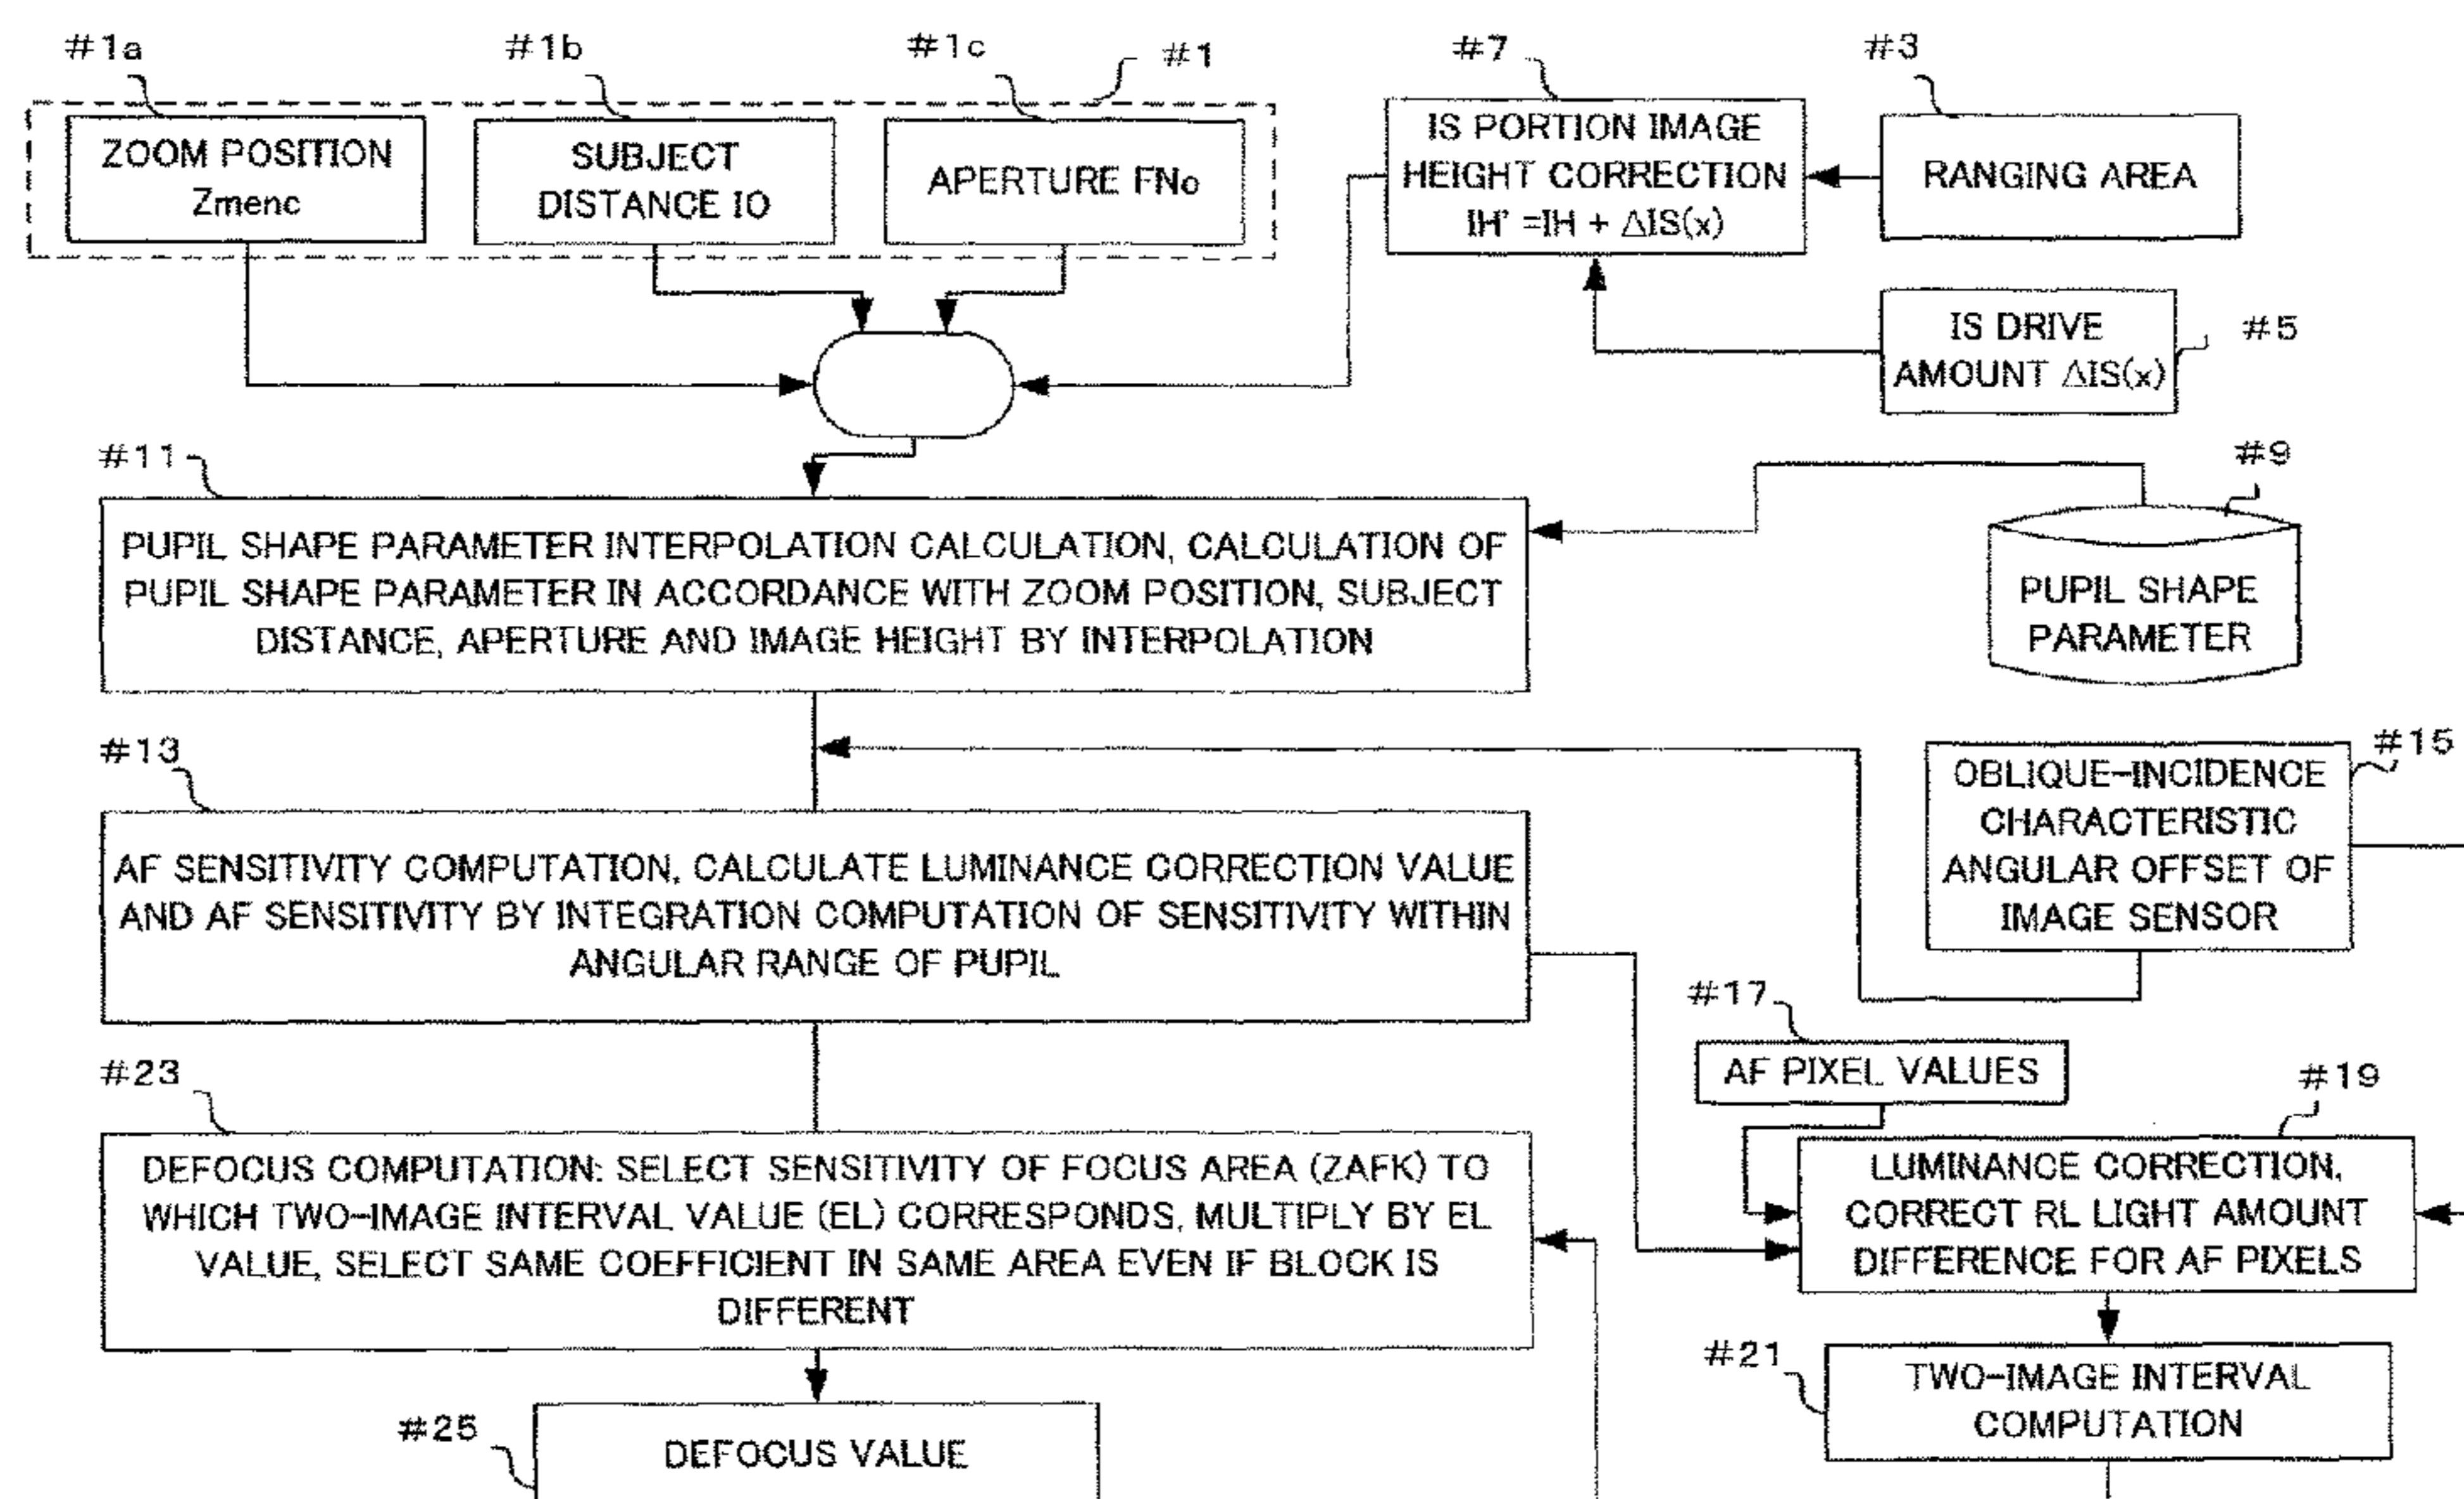 #1a
#1b
#1c
#1
#7
#3
ZOOM POSITION
Zmenc
SUBJECT
DISTANCE IO
APERTURE FNo
IS PORTION IMAGE
HEIGHT CORRECTION
IH' =IH + ΔIS(x)
RANGING AREA
IS DRIVE
AMOUNT ΔIS(x)
#5
#11
#9
PUPIL SHAPE PARAMETER INTERPOLATION CALCULATION, CALCULATION OF
PUPIL SHAPE PARAMETER IN ACCORDANCE WITH ZOOM POSITION, SUBJECT
DISTANCE, APERTURE AND IMAGE HEIGHT BY INTERPOLATION
PUPIL SHAPE
PARAMETER
#13
#15
OBLIQUE-INCIDENCE
CHARACTERISTIC
ANGULAR OFFSET OF
IMAGE SENSOR
AF SENSITIVITY COMPUTATION, CALCULATE LUMINANCE CORRECTION VALUE
AND AF SENSITIVITY BY INTEGRATION COMPUTATION OF SENSITIVITY WITHIN
ANGULAR RANGE OF PUPIL
#17
AF PIXEL VALUES
#23
#19
DEFOCUS COMPUTATION: SELECT SENSITIVITY OF FOCUS AREA (ZAFK) TO
WHICH TWO-IMAGE INTERVAL VALUE (EL) CORRESPONDS, MULTIPLY BY EL
VALUE, SELECT SAME COEFFICIENT IN SAME AREA EVEN IF BLOCK IS
DIFFERENT
LUMINANCE CORRECTION,
CORRECT RL LIGHT AMOUNT
DIFFERENCE FOR AF PIXELS
#21
TWO-IMAGE INTERVAL
COMPUTATION
#25
DEFOCUS VALUE